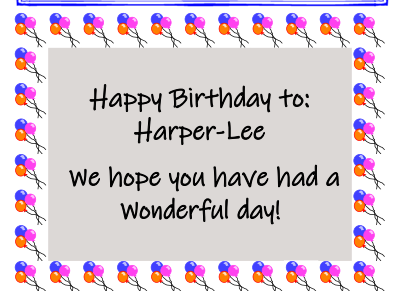 Happy Birthday to:
Harper-Lee
We hope you have had a
Wonderful day!